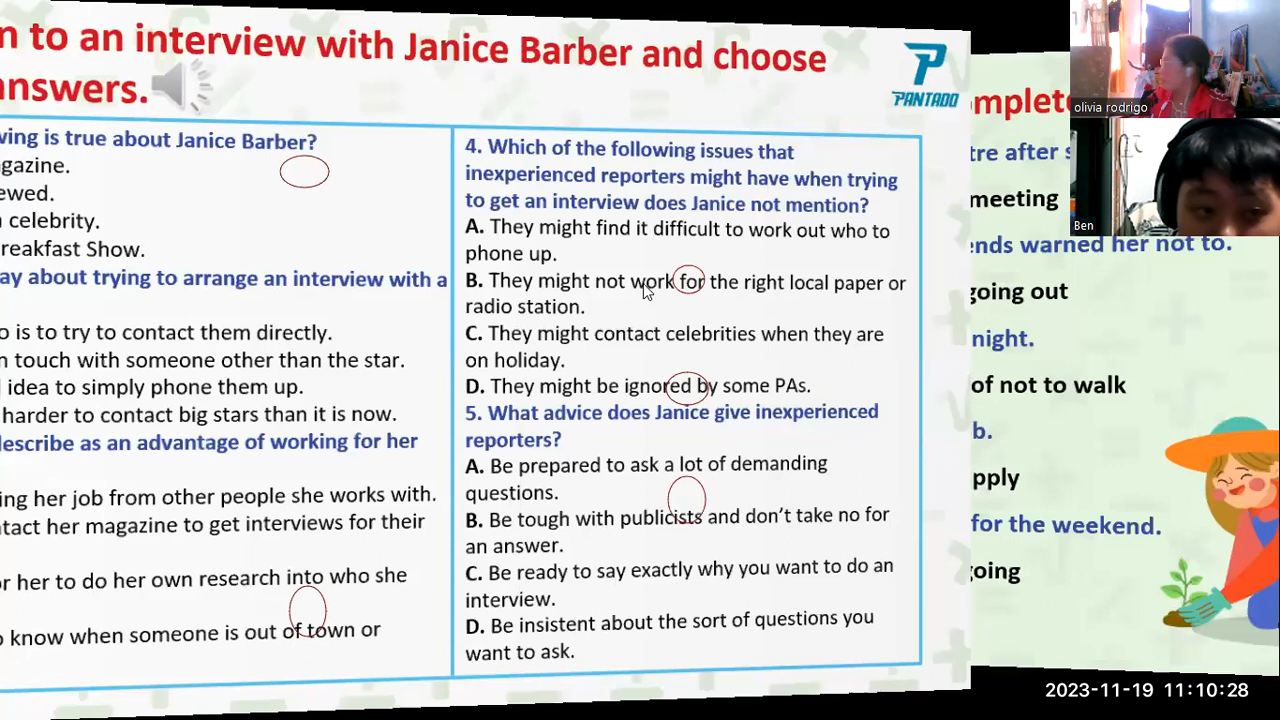 n to an interview with Janice Barber and choose
nswers.
PANTADO
ving is true about Janice Barber?
gazine.
ewed.
celebrity.
reakfast Show.
ay about trying to arrange an interview with a
o is to try to contact them directly.
n touch with someone other than the star.
idea to simply phone them up.
harder to contact big stars than it is now.
escribe as an advantage of working for her
ing her job from other people she works with.
ntact her magazine to get interviews for their
or her to do her own research into who she
o know when someone is out of town or
4. Which of the following issues that
inexperienced reporters might have when trying
to get an interview does Janice not mention?
A. They might find it difficult to work out who to
phone up.
B. They might not work for the right local paper or
radio station.
C. They might contact celebrities when they are
on holiday.
D. They might be ignored by some PAs.
5. What advice does Janice give inexperienced
reporters?
A. Be prepared to ask a lot of demanding
questions.
B. Be tough with publicists and don't take no for
an answer.
C. Be ready to say exactly why you want to do an
interview.
D. Be insistent about the sort of questions you
want to ask.
mplete
tre after s
meeting
ends warned her not to.
going out
night.
of not to walk
b.
pply
for the weekend.
going
olivia rodrigo
Ben
2023-11-19 11:10:28